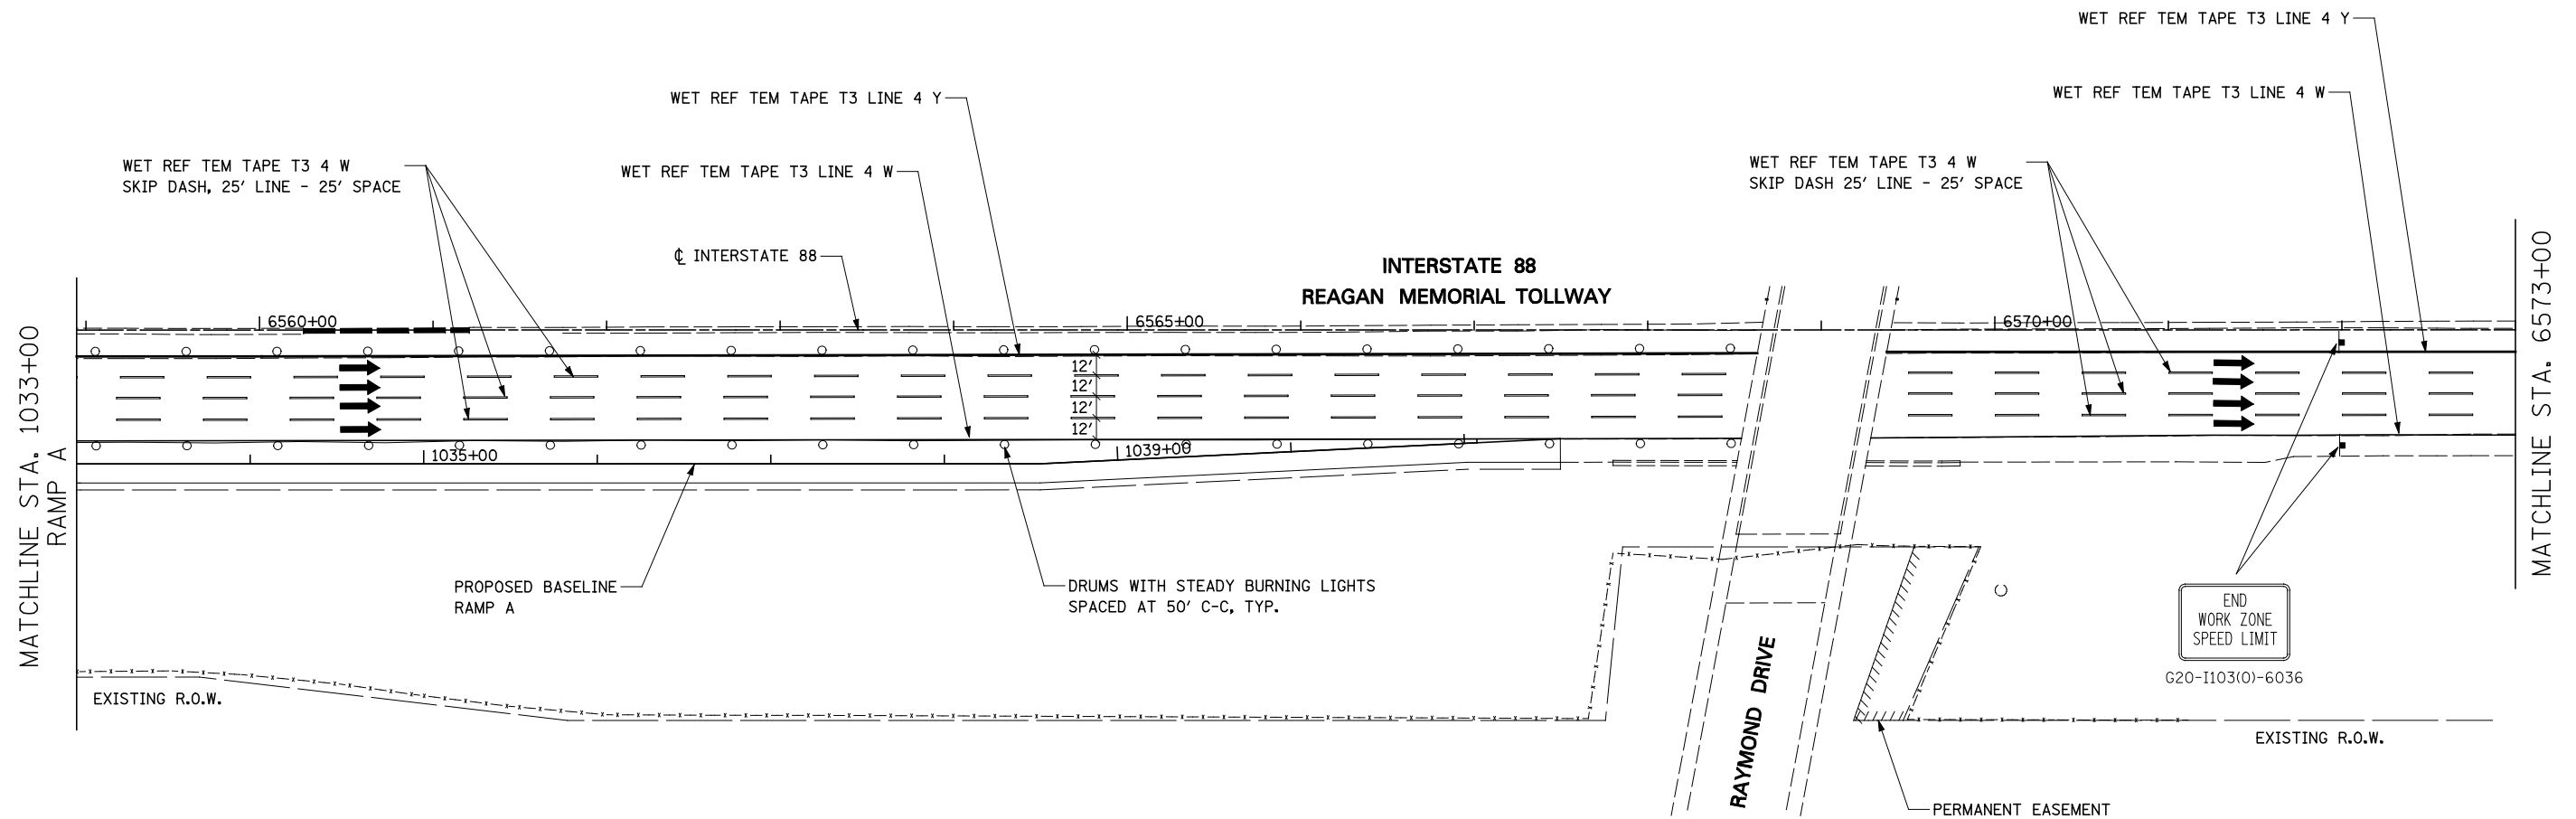 WET REF TEM TAPE T3 LINE 4 Y
WET REF TEM TAPE T3 LINE 4 W
WET REF TEM TAPE T3 LINE 4 Y
WET REF TEM TAPE T3 4 W
SKIP DASH, 25' LINE - 25' SPACE
WET REF TEM TAPE T3 LINE 4 W
WET REF TEM TAPE T3 4 W
SKIP DASH 25' LINE - 25' SPACE
℄ INTERSTATE 88
INTERSTATE 88
REAGAN MEMORIAL TOLLWAY
6560+00
6565+00
6570+00
12'
12'
12'
12'
1035+00
1039+00
MATCHLINE STA. 1033+00
RAMP A
MATCHLINE STA. 6573+00
PROPOSED BASELINE
RAMP A
DRUMS WITH STEADY BURNING LIGHTS
SPACED AT 50' C-C, TYP.
END
WORK ZONE
SPEED LIMIT
G20-I103(O)-6036
EXISTING R.O.W.
RAYMOND DRIVE
EXISTING R.O.W.
PERMANENT EASEMENT